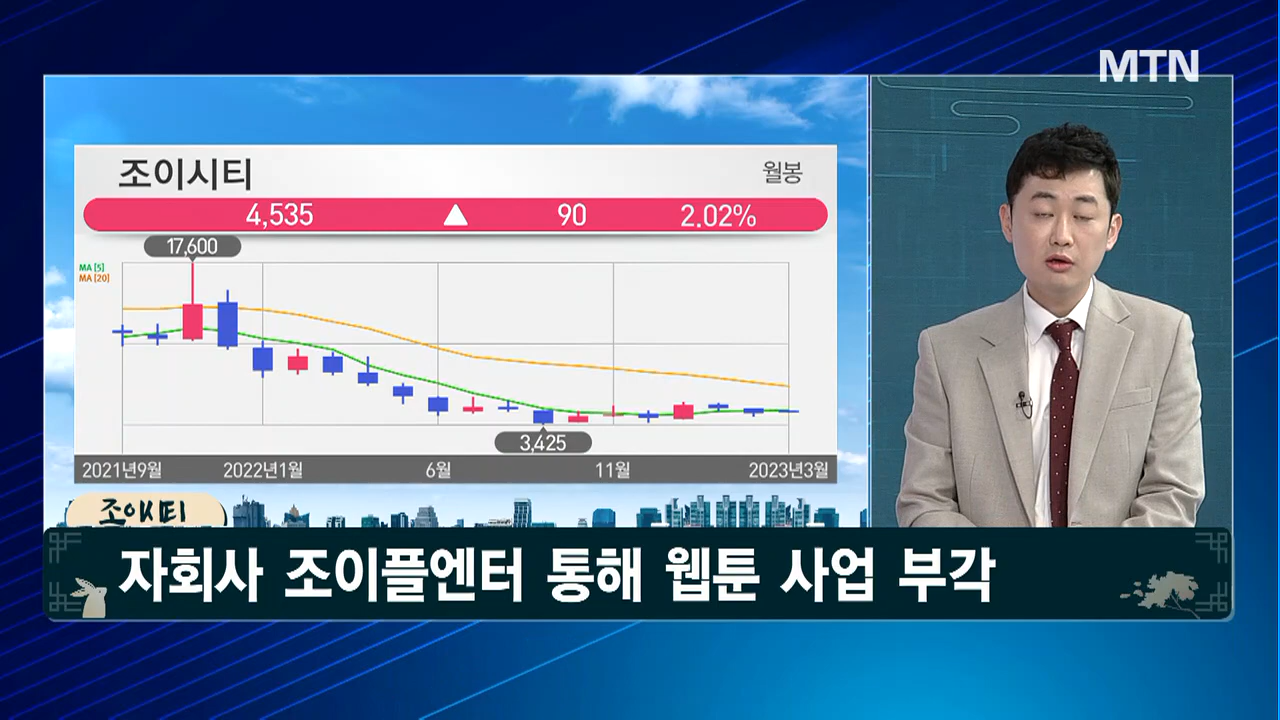 MTN
조이시티
월봉
4,535 ▲ 90 2.02%
17,600
MA [5]
MA [20]
3,425
2021년9월 2022년1월 6월 11월 2023년3월
조이시티
자회사 조이플엔터 통해 웹툰 사업 부각